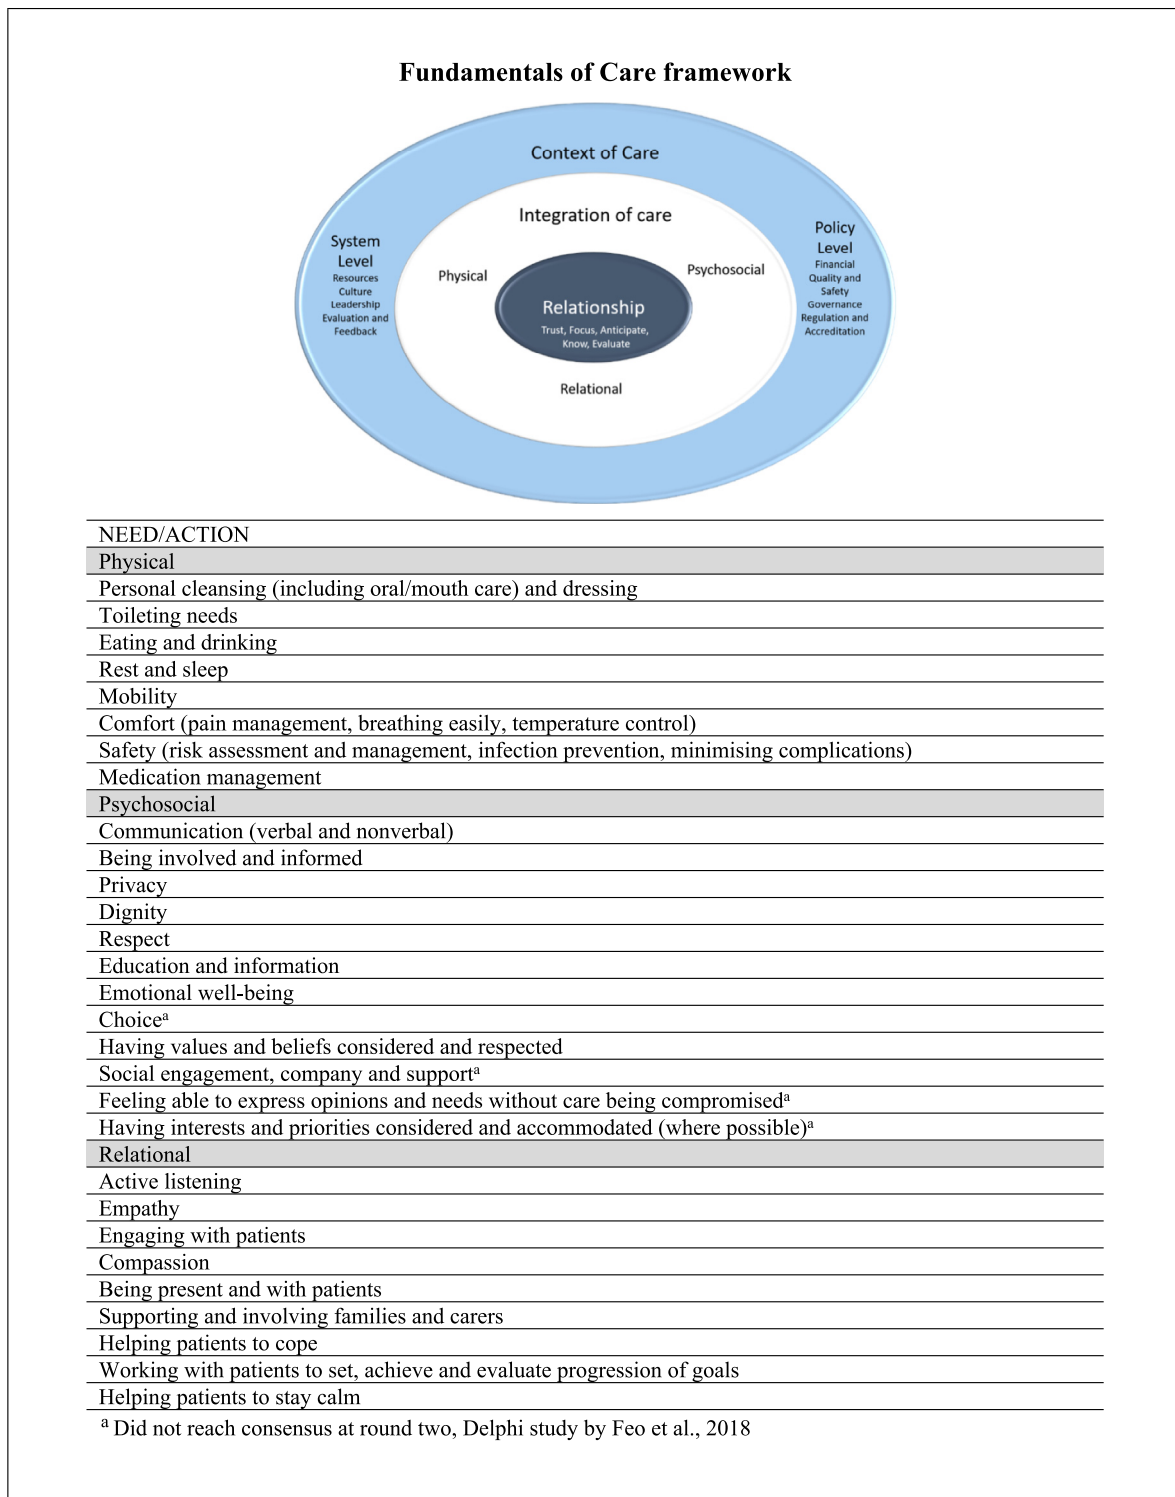 Fundamentals of Care framework
Context of Care
Integration of care
System
Level
Resources
Culture
Leadership
Evaluation and
Feedback
Physical
Psychosocial
Policy
Level
Financial
Quality and
Safety
Governance
Regulation and
Accreditation
Relationship
Trust, Focus, Anticipate,
Know, Evaluate
Relational
NEED/ACTION
Physical
Personal cleansing (including oral/mouth care) and dressing
Toileting needs
Eating and drinking
Rest and sleep
Mobility
Comfort (pain management, breathing easily, temperature control)
Safety (risk assessment and management, infection prevention, minimising complications)
Medication management
Psychosocial
Communication (verbal and nonverbal)
Being involved and informed
Privacy
Dignity
Respect
Education and information
Emotional well-being
Choiceᵃ
Having values and beliefs considered and respected
Social engagement, company and supportᵃ
Feeling able to express opinions and needs without care being compromisedᵃ
Having interests and priorities considered and accommodated (where possible)ᵃ
Relational
Active listening
Empathy
Engaging with patients
Compassion
Being present and with patients
Supporting and involving families and carers
Helping patients to cope
Working with patients to set, achieve and evaluate progression of goals
Helping patients to stay calm
ᵃ Did not reach consensus at round two, Delphi study by Feo et al., 2018